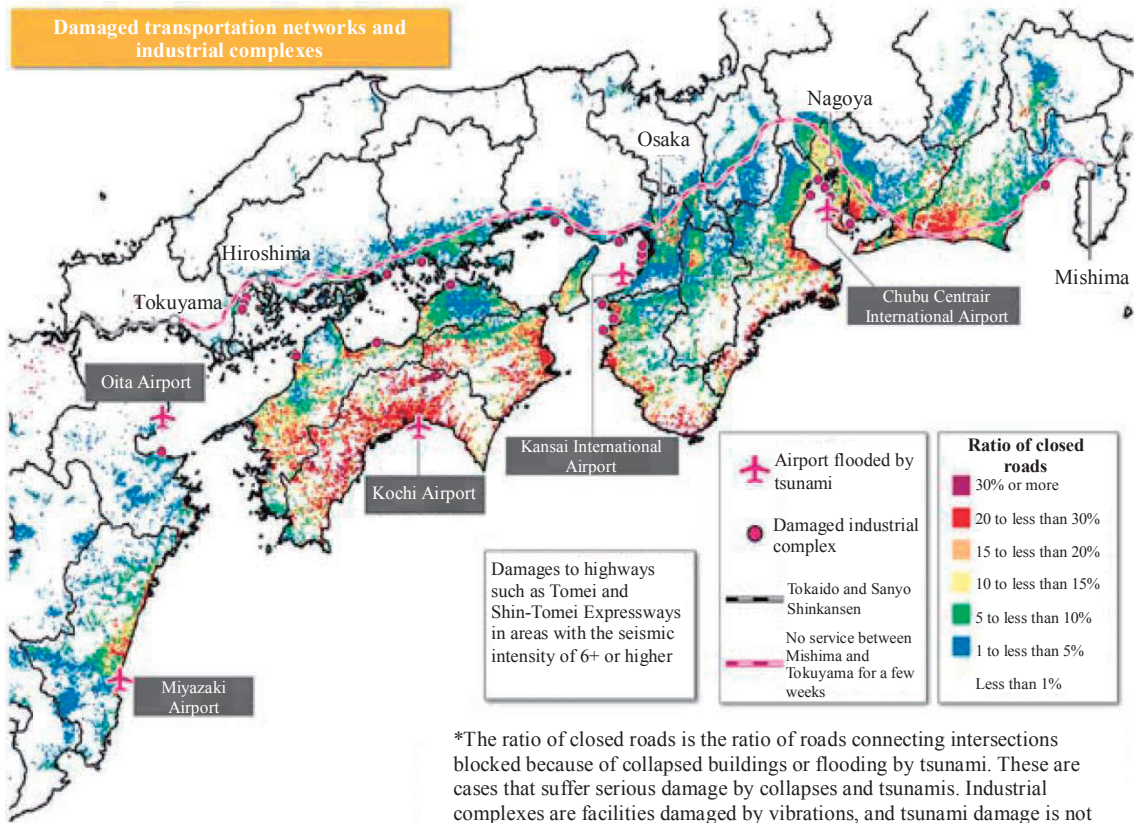 Damaged transportation networks and
industrial complexes
Nagoya
Osaka
Hiroshima
Tokuyama
Mishima
Chubu Centrair
International Airport
Oita Airport
Kansai International
Airport
Kochi Airport
Miyazaki
Airport
Damages to highways
such as Tomei and
Shin-Tomei Expressways
in areas with the seismic
intensity of 6+ or higher
Airport flooded by
tsunami
Damaged industrial
complex
Tokaido and Sanyo
Shinkansen
No service between
Mishima and
Tokuyama for a few
weeks
Ratio of closed
roads
30% or more
20 to less than 30%
15 to less than 20%
10 to less than 15%
5 to less than 10%
1 to less than 5%
Less than 1%
*The ratio of closed roads is the ratio of roads connecting intersections
blocked because of collapsed buildings or flooding by tsunami. These are
cases that suffer serious damage by collapses and tsunamis. Industrial
complexes are facilities damaged by vibrations, and tsunami damage is not